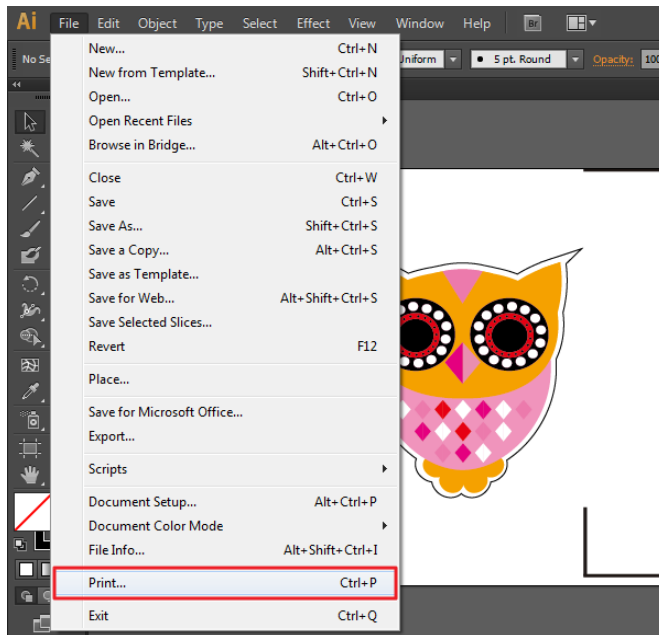 Ai File Edit Object Type Select Effect View Window Help Br
No Se
Uniform 5 pt. Round Opacity: 100
New... Ctrl+N
New from Template... Shift+Ctrl+N
Open... Ctrl+O
Open Recent Files
Browse in Bridge... Alt+Ctrl+O
Close Ctrl+W
Save Ctrl+S
Save As... Shift+Ctrl+S
Save a Copy... Alt+Ctrl+S
Save as Template...
Save for Web... Alt+Shift+Ctrl+S
Save Selected Slices...
Revert F12
Place...
Save for Microsoft Office...
Export...
Scripts
Document Setup... Alt+Ctrl+P
Document Color Mode
File Info... Alt+Shift+Ctrl+I
Print... Ctrl+P
Exit Ctrl+Q